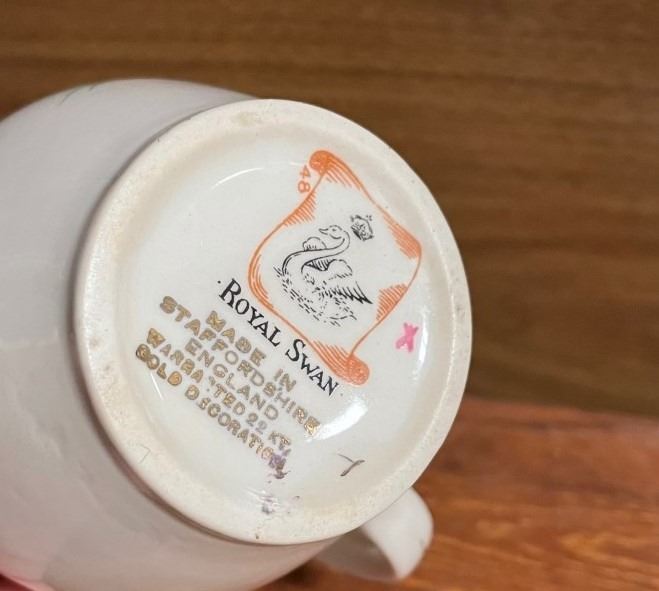 48
ROYAL SWAN
MADE IN
STAFFORDSHIRE
ENGLAND
WARRANTED 22 KT.
GOLD DECORATION